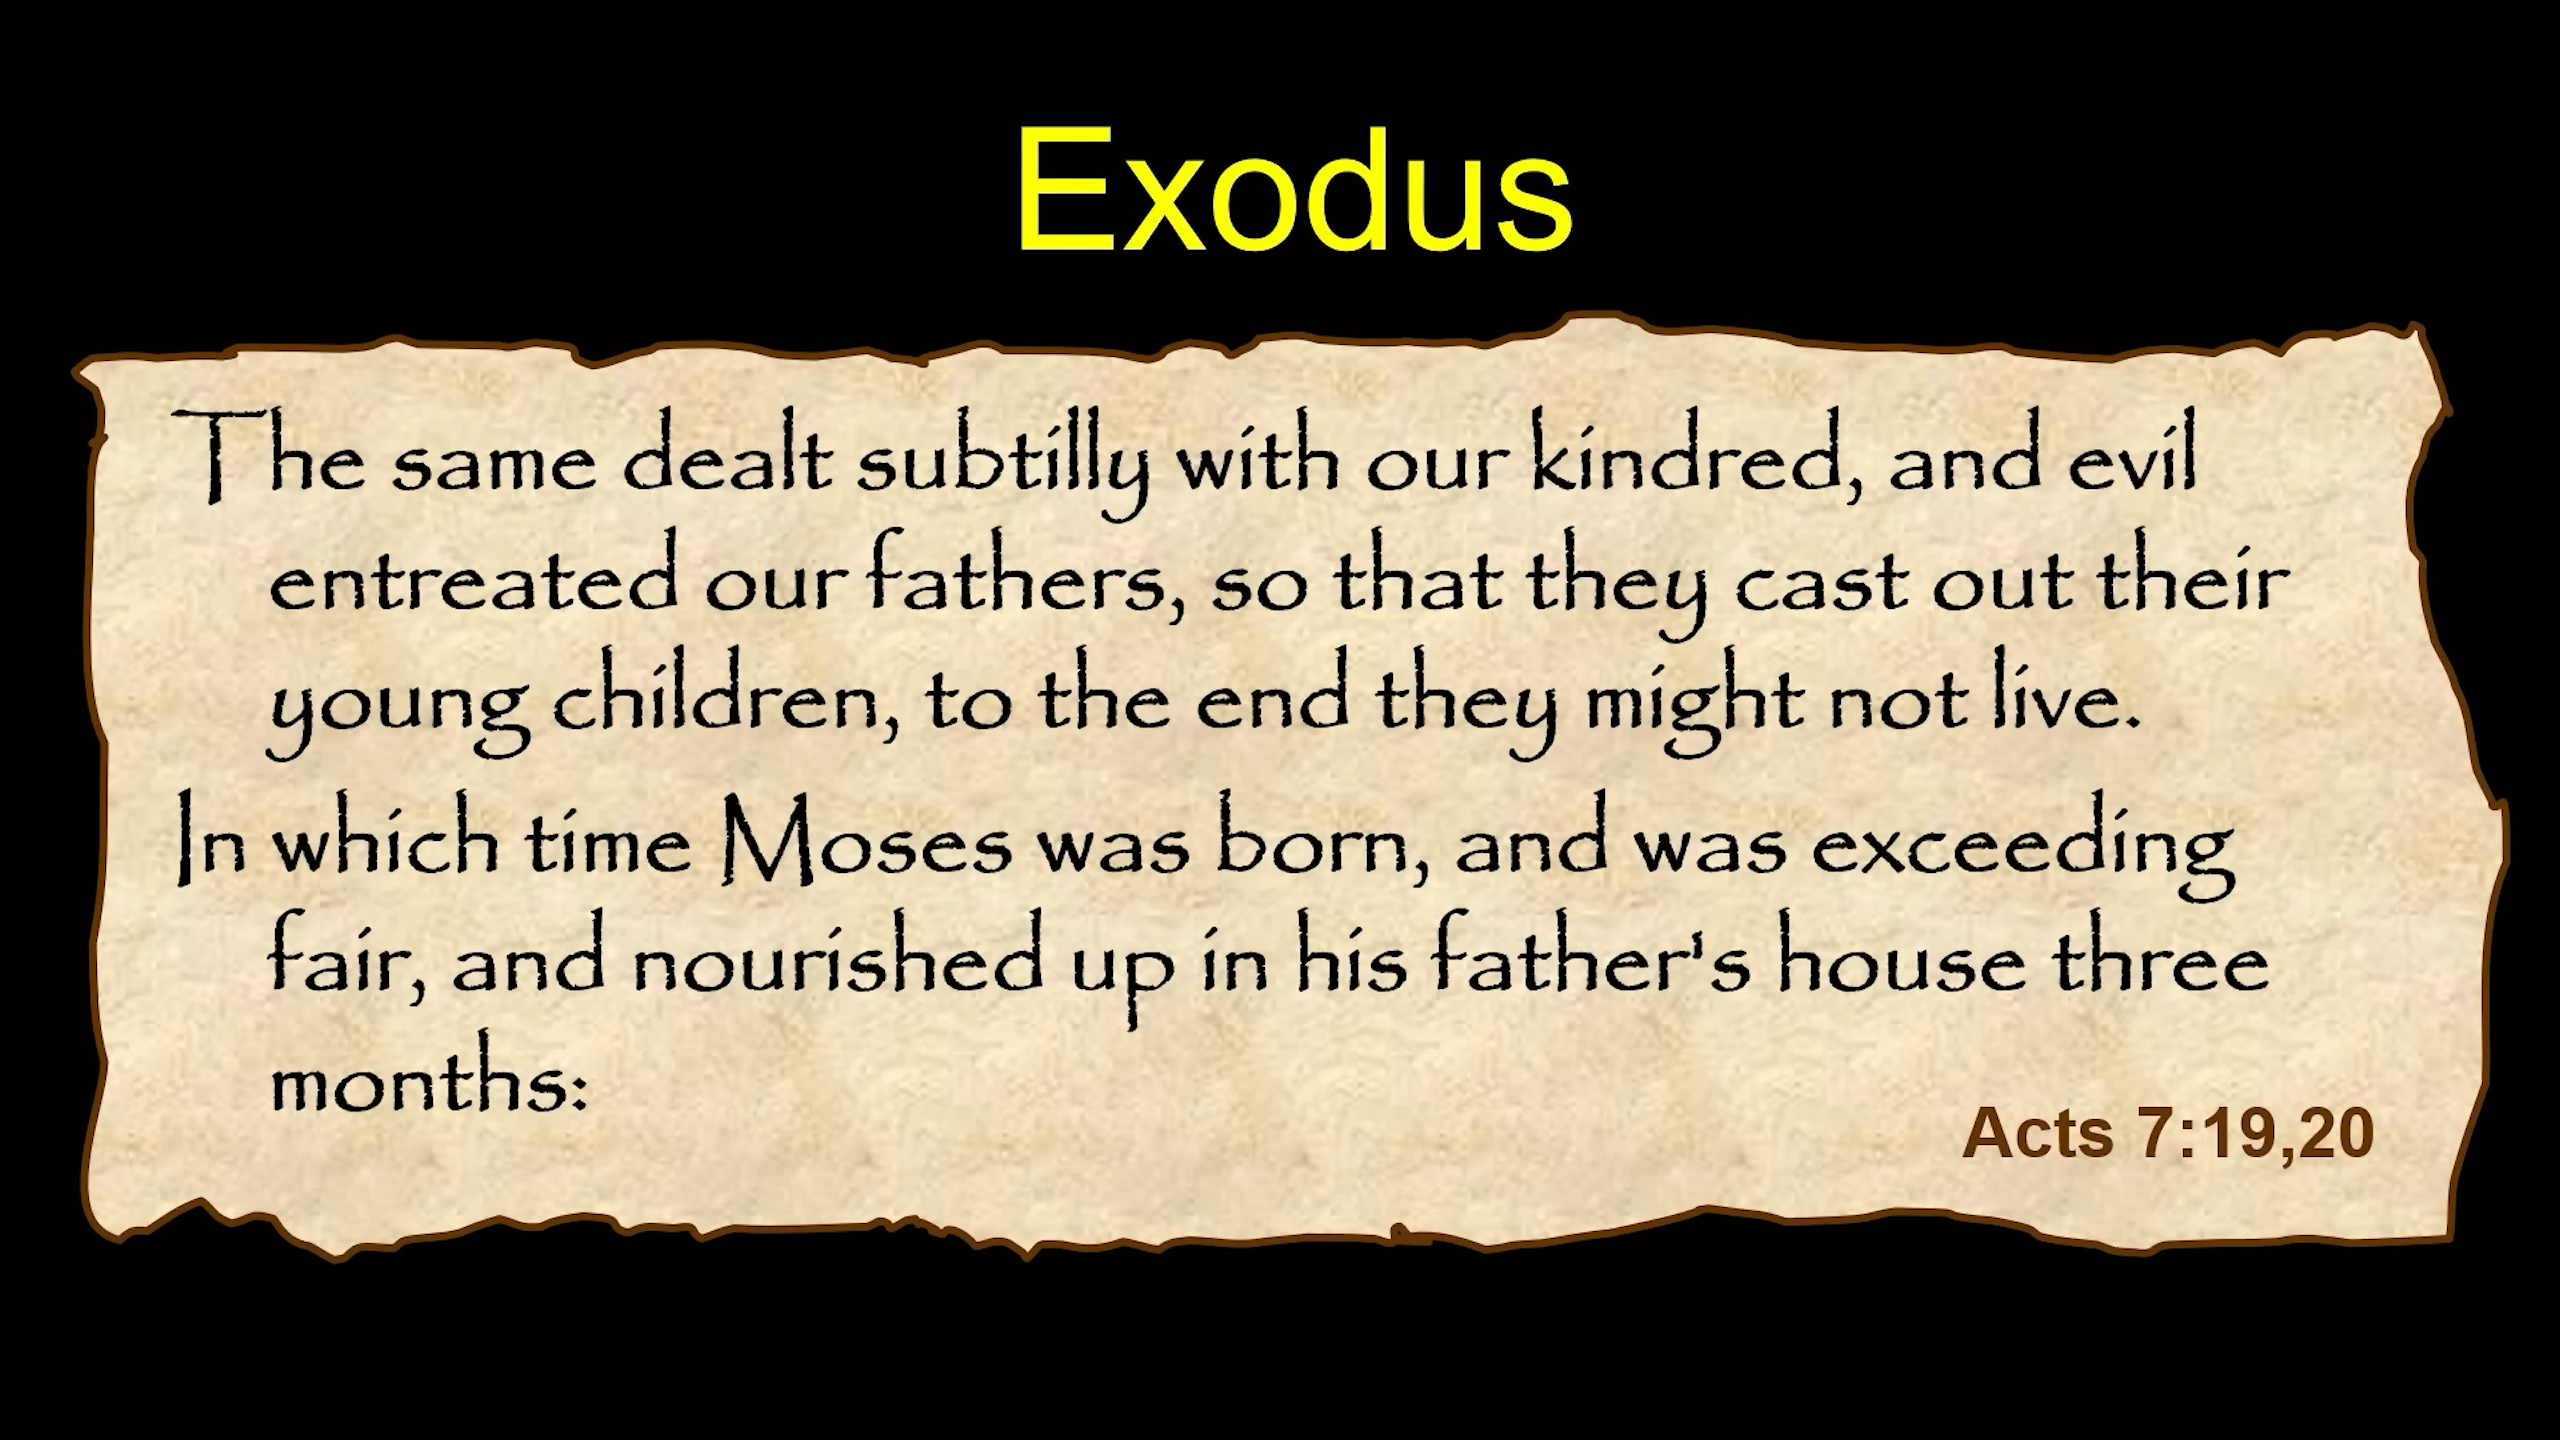 Exodus
The same dealt subtilly with our kindred, and evil
entreated our fathers, so that they cast out their
young children, to the end they might not live.
In which time Moses was born, and was exceeding
fair, and nourished up in his father's house three
months:
Acts 7:19,20